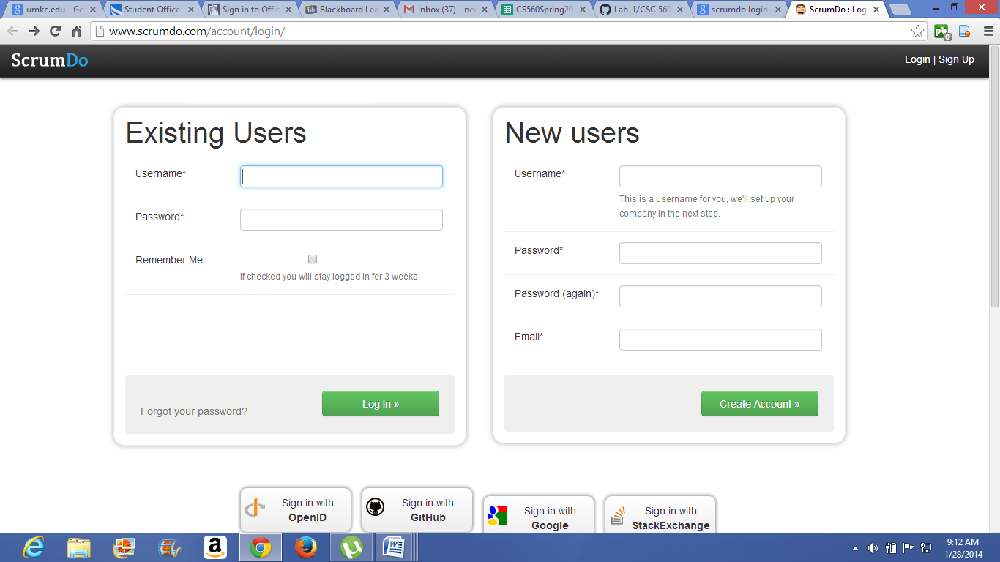 umkc.edu - Go
Student Office
Sign in to Offic
Blackboard Lea
Inbox (37) - nee
CS560Spring20
Lab-1/CSC 560
scrumdo login
ScrumDo : Log
www.scrumdo.com/account/login/
pb
0
ScrumDo
Login | Sign Up
Existing Users
Username*
Password*
Remember Me
If checked you will stay logged in for 3 weeks
Forgot your password?
Log In »
New users
Username*
This is a username for you, we'll set up your
company in the next step.
Password*
Password (again)*
Email*
Create Account »
Sign in with
OpenID
Sign in with
GitHub
Sign in with
Google
Sign in with
StackExchange
9:12 AM
1/28/2014